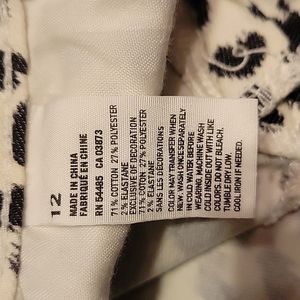 12
MADE IN CHINA
FABRIQUÉ EN CHINE
RN 54485 CA 03873
71% COTTON 27% POLYESTER
2% ELASTANE
EXCLUSIVE OF DECORATION
71% COTTON 27% POLYESTER
2% ELASTANE
SANS LES DÉCORATIONS
COLOR MAY TRANSFER WHEN
NEW. WASH ONCE SEPARATELY
IN COLD WATER BEFORE
WEARING. MACHINE WASH
COLD INSIDE OUT WITH LIKE
COLORS. DO NOT BLEACH.
TUMBLE DRY LOW.
COOL IRON IF NEEDED.